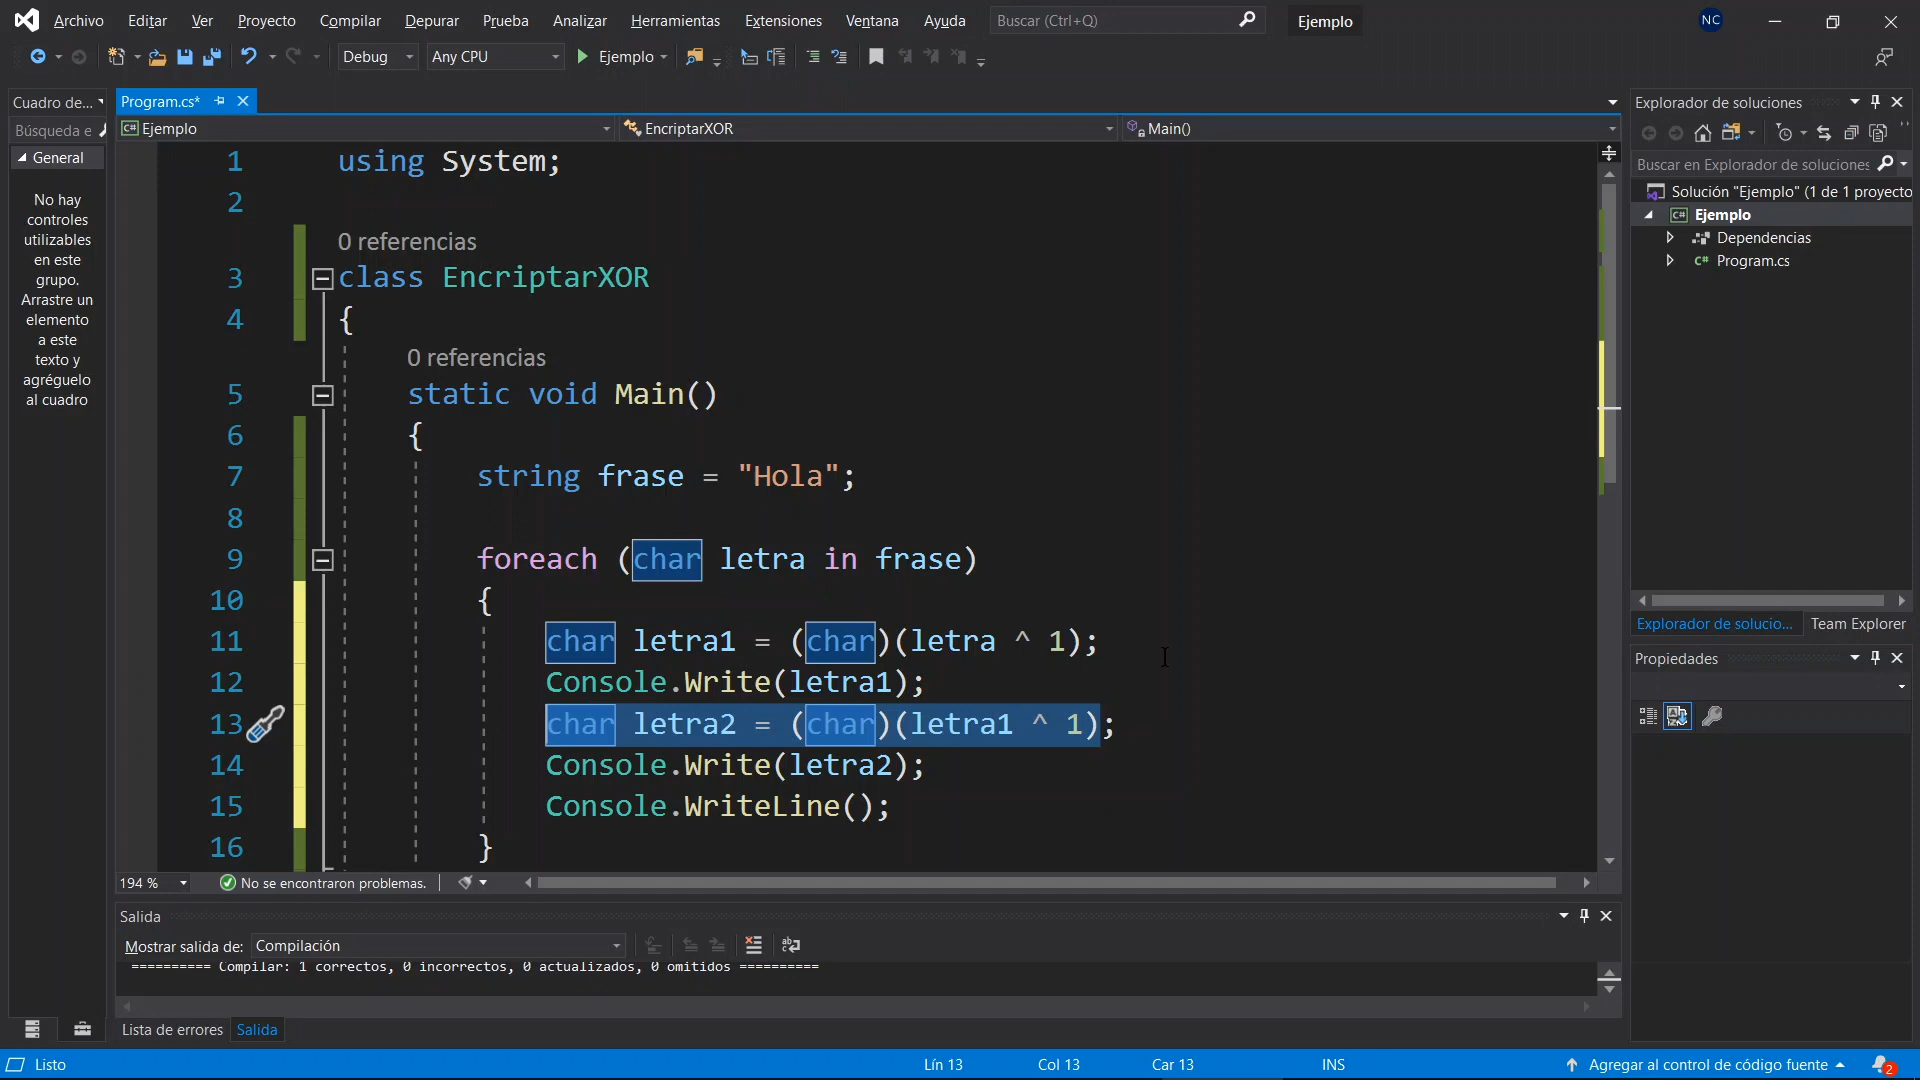 Archivo Editar Ver Proyecto Compilar Depurar Prueba Analizar Herramientas Extensiones Ventana Ayuda Buscar (Ctrl+Q) Ejemplo NC
Debug Any CPU Ejemplo
Cuadro de...
Búsqueda e
General
No hay
controles
utilizables
en este
grupo.
Arrastre un
elemento
a este
texto y
agréguelo
al cuadro
Program.cs*
Ejemplo EncriptarXOR Main()
1 using System;
2
0 referencias
3 class EncriptarXOR
4 {
0 referencias
5 static void Main()
6 {
7 string frase = "Hola";
8
9 foreach (char letra in frase)
10 {
11 char letra1 = (char)(letra ^ 1);
12 Console.Write(letra1);
13 char letra2 = (char)(letra1 ^ 1);
14 Console.Write(letra2);
15 Console.WriteLine();
16 }
194 % No se encontraron problemas.
Salida
Mostrar salida de: Compilación
========== Compilar: 1 correctos, 0 incorrectos, 0 actualizados, 0 omitidos ==========
Lista de errores Salida
Explorador de soluciones
Buscar en Explorador de soluciones
Solución "Ejemplo" (1 de 1 proyecto
C# Ejemplo
Dependencias
C# Program.cs
Explorador de solucio... Team Explorer
Propiedades
Listo Lín 13 Col 13 Car 13 INS Agregar al control de código fuente 2